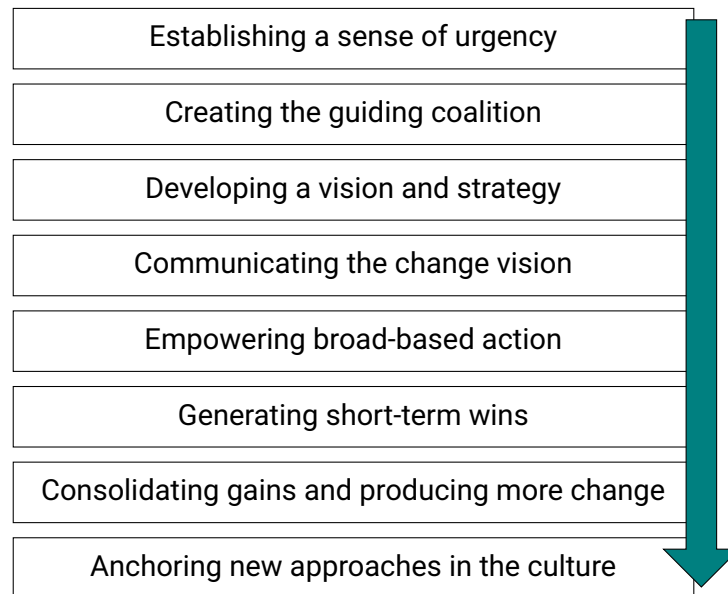 Establishing a sense of urgency
Creating the guiding coalition
Developing a vision and strategy
Communicating the change vision
Empowering broad-based action
Generating short-term wins
Consolidating gains and producing more change
Anchoring new approaches in the culture